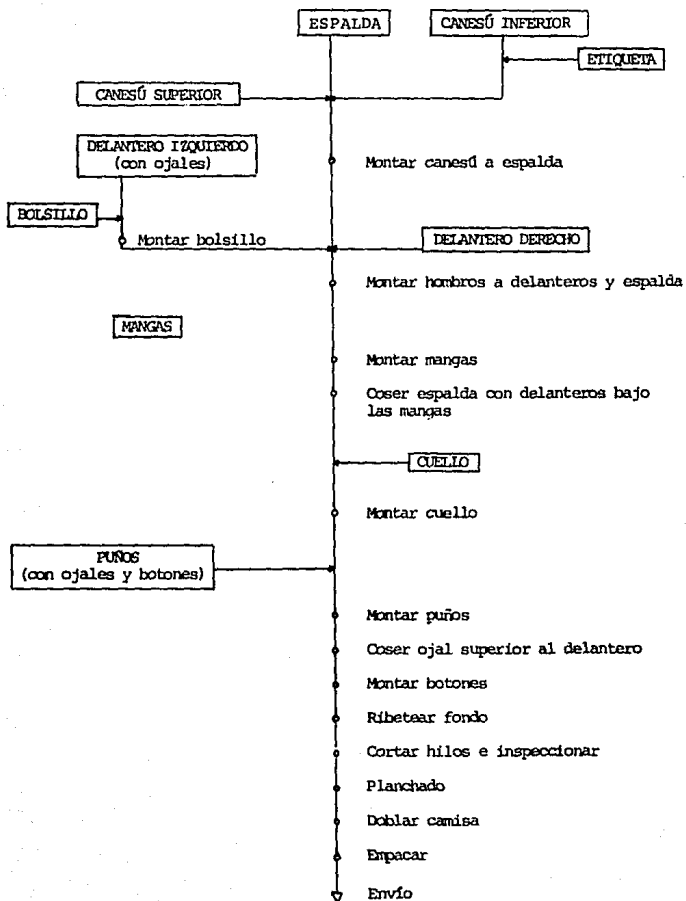 ESPALDA
CANESÚ INFERIOR
ETIQUETA
CANESÚ SUPERIOR
DELANTERO IZQUIERDO
(con ojales)
Montar canesú a espalda
BOLSILLO
Montar bolsillo
DELANTERO DERECHO
Montar hombros a delanteros y espalda
MANGAS
Montar mangas
Coser espalda con delanteros bajo
las mangas
CUELLO
Montar cuello
PUÑOS
(con ojales y botones)
Montar puños
Coser ojal superior al delantero
Montar botones
Ribetear fondo
Cortar hilos e inspeccionar
Planchado
Doblar camisa
Empacar
Envío